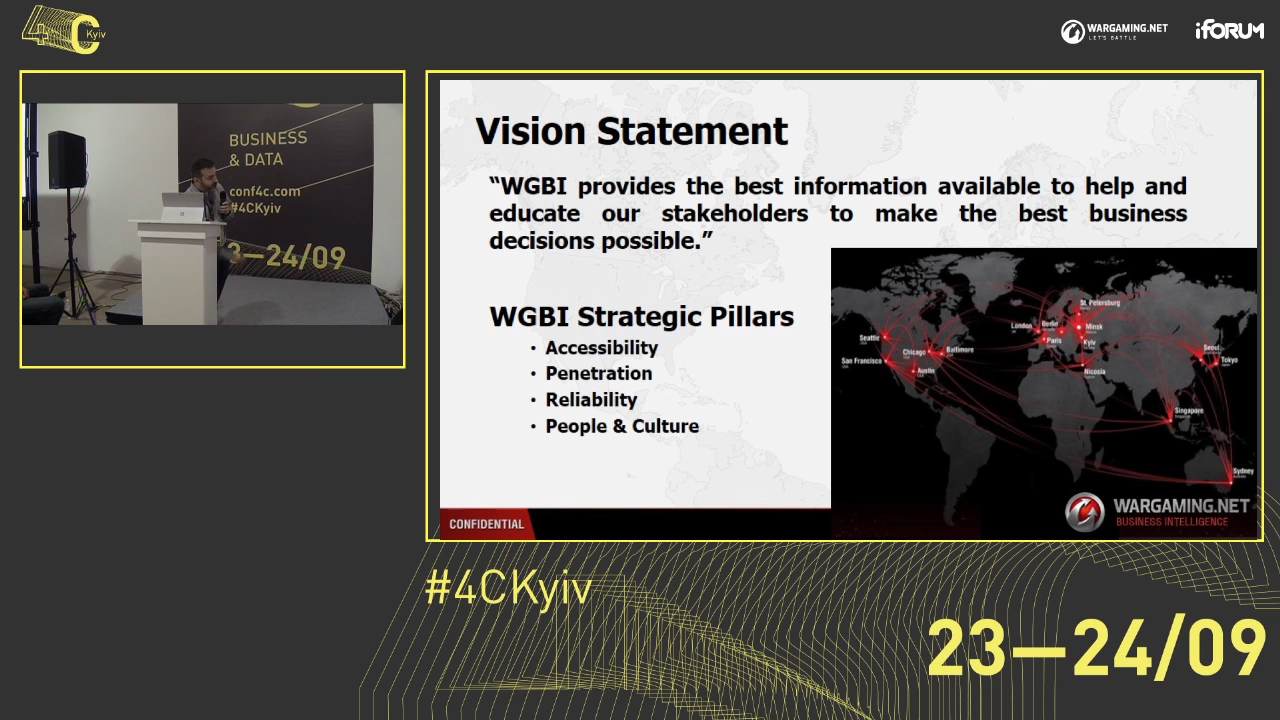 4C Kyiv
WARGAMING.NET
LET'S BATTLE
iFORUM
BUSINESS
& DATA
conf4c.com
#4CKyiv
3—24/09
Vision Statement
“WGBI provides the best information available to help and
educate our stakeholders to make the best business
decisions possible.”
WGBI Strategic Pillars
• Accessibility
• Penetration
• Reliability
• People & Culture
St. Petersburg
London
Berlin
Minsk
Paris
Kyiv
Nicosia
Seattle
Chicago
Baltimore
San Francisco
Austin
Seoul
Tokyo
Singapore
Sydney
WARGAMING.NET
BUSINESS INTELLIGENCE
CONFIDENTIAL
#4CKyiv
23—24/09